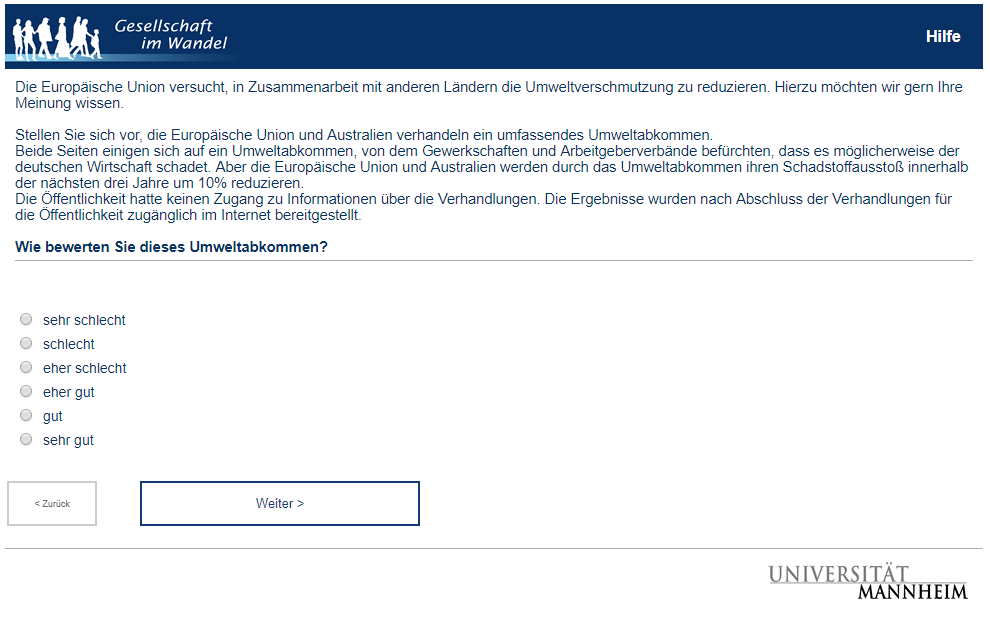 Gesellschaft
im Wandel
Hilfe
Die Europäische Union versucht, in Zusammenarbeit mit anderen Ländern die Umweltverschmutzung zu reduzieren. Hierzu möchten wir gern Ihre
Meinung wissen.
Stellen Sie sich vor, die Europäische Union und Australien verhandeln ein umfassendes Umweltabkommen.
Beide Seiten einigen sich auf ein Umweltabkommen, von dem Gewerkschaften und Arbeitgeberverbände befürchten, dass es möglicherweise der
deutschen Wirtschaft schadet. Aber die Europäische Union und Australien werden durch das Umweltabkommen ihren Schadstoffausstoß innerhalb
der nächsten drei Jahre um 10% reduzieren.
Die Öffentlichkeit hatte keinen Zugang zu Informationen über die Verhandlungen. Die Ergebnisse wurden nach Abschluss der Verhandlungen für
die Öffentlichkeit zugänglich im Internet bereitgestellt.
Wie bewerten Sie dieses Umweltabkommen?
sehr schlecht
schlecht
eher schlecht
eher gut
gut
sehr gut
< Zurück
Weiter >
UNIVERSITÄT
MANNHEIM